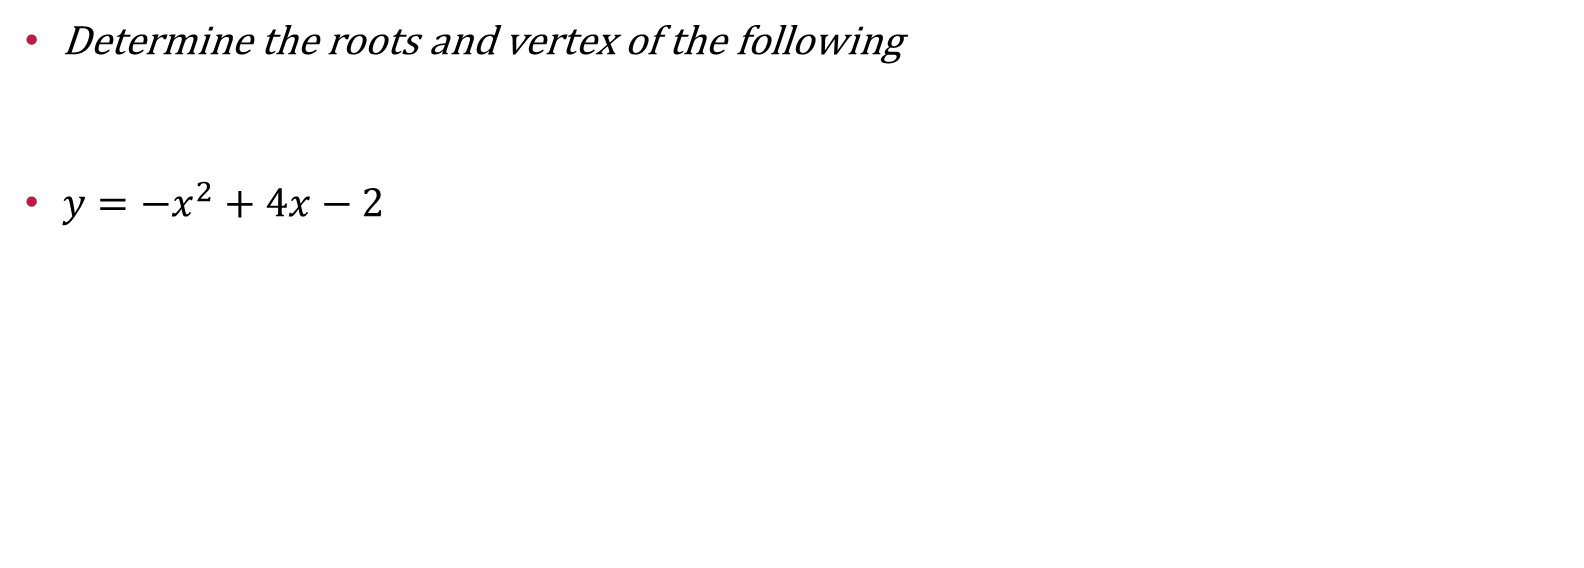 • Determine the roots and vertex of the following
• y = −x² + 4x − 2